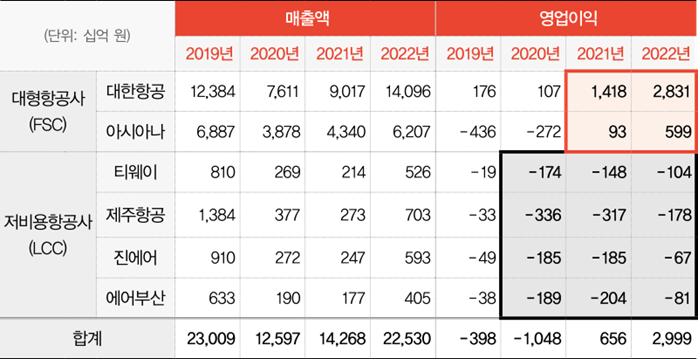 (단위: 십억 원) 매출액 영업이익
2019년 2020년 2021년 2022년 2019년 2020년 2021년 2022년
대형항공사 (FSC) 대한항공 12,384 7,611 9,017 14,096 176 107 1,418 2,831
아시아나 6,887 3,878 4,340 6,207 -436 -272 93 599
저비용항공사 (LCC) 티웨이 810 269 214 526 -19 -174 -148 -104
제주항공 1,384 377 273 703 -33 -336 -317 -178
진에어 910 272 247 593 -49 -185 -185 -67
에어부산 633 190 177 405 -38 -189 -204 -81
합계 23,009 12,597 14,268 22,530 -398 -1,048 656 2,999